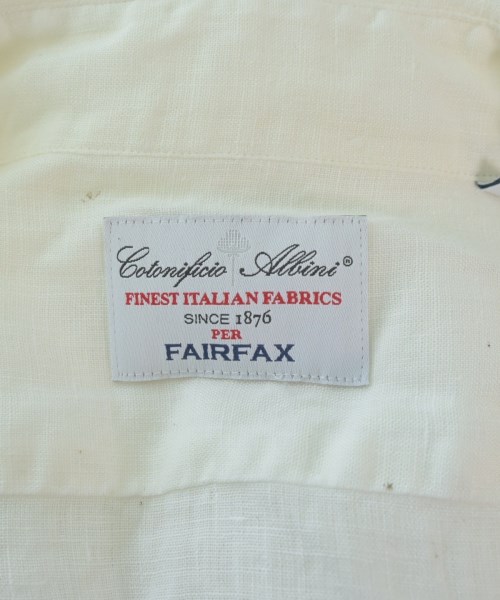 Cotonificio Albini®
FINEST ITALIAN FABRICS
SINCE 1876
PER
FAIRFAX